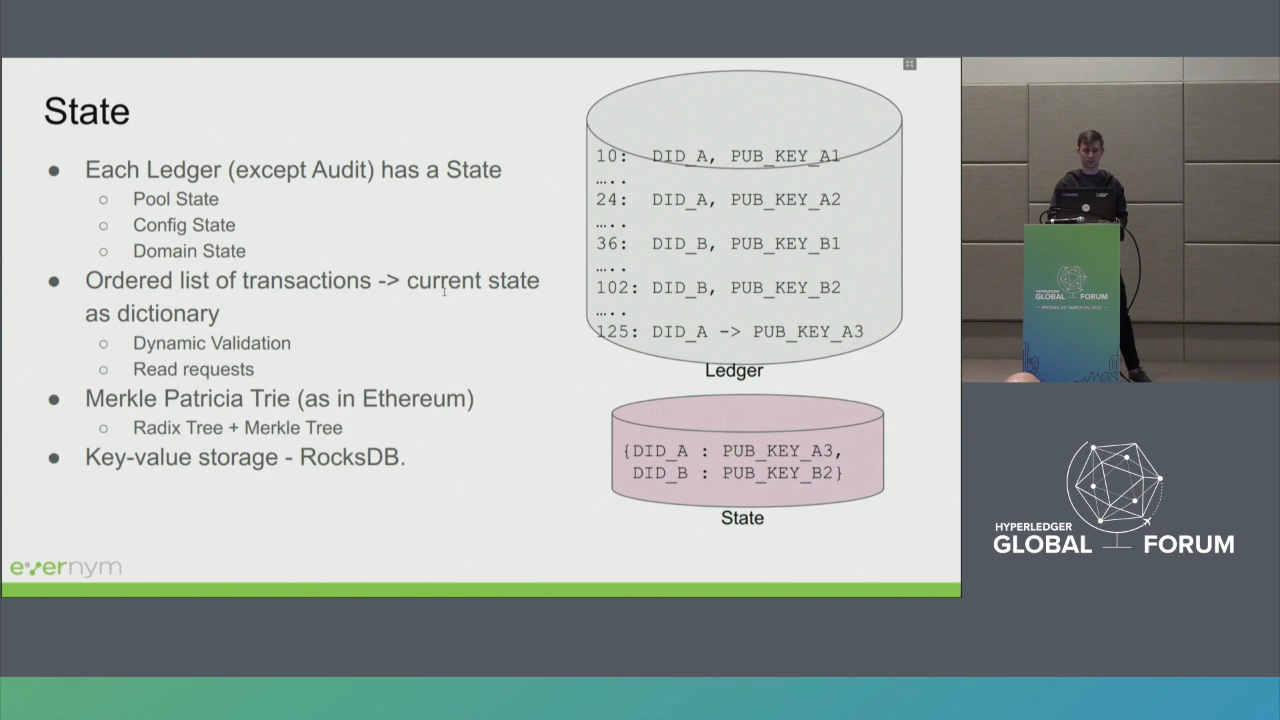 State
● Each Ledger (except Audit) has a State
○ Pool State
○ Config State
○ Domain State
● Ordered list of transactions -> current state
as dictionary
○ Dynamic Validation
○ Read requests
● Merkle Patricia Trie (as in Ethereum)
○ Radix Tree + Merkle Tree
● Key-value storage - RocksDB.
10: DID_A, PUB_KEY_A1
…..
24: DID_A, PUB_KEY_A2
…..
36: DID_B, PUB_KEY_B1
…..
102: DID_B, PUB_KEY_B2
…..
125: DID_A -> PUB_KEY_A3
Ledger
{DID_A : PUB_KEY_A3,
DID_B : PUB_KEY_B2}
State
evernym
HYPERLEDGER
GLOBAL FORUM
HYPERLEDGER
GLOBAL FORUM